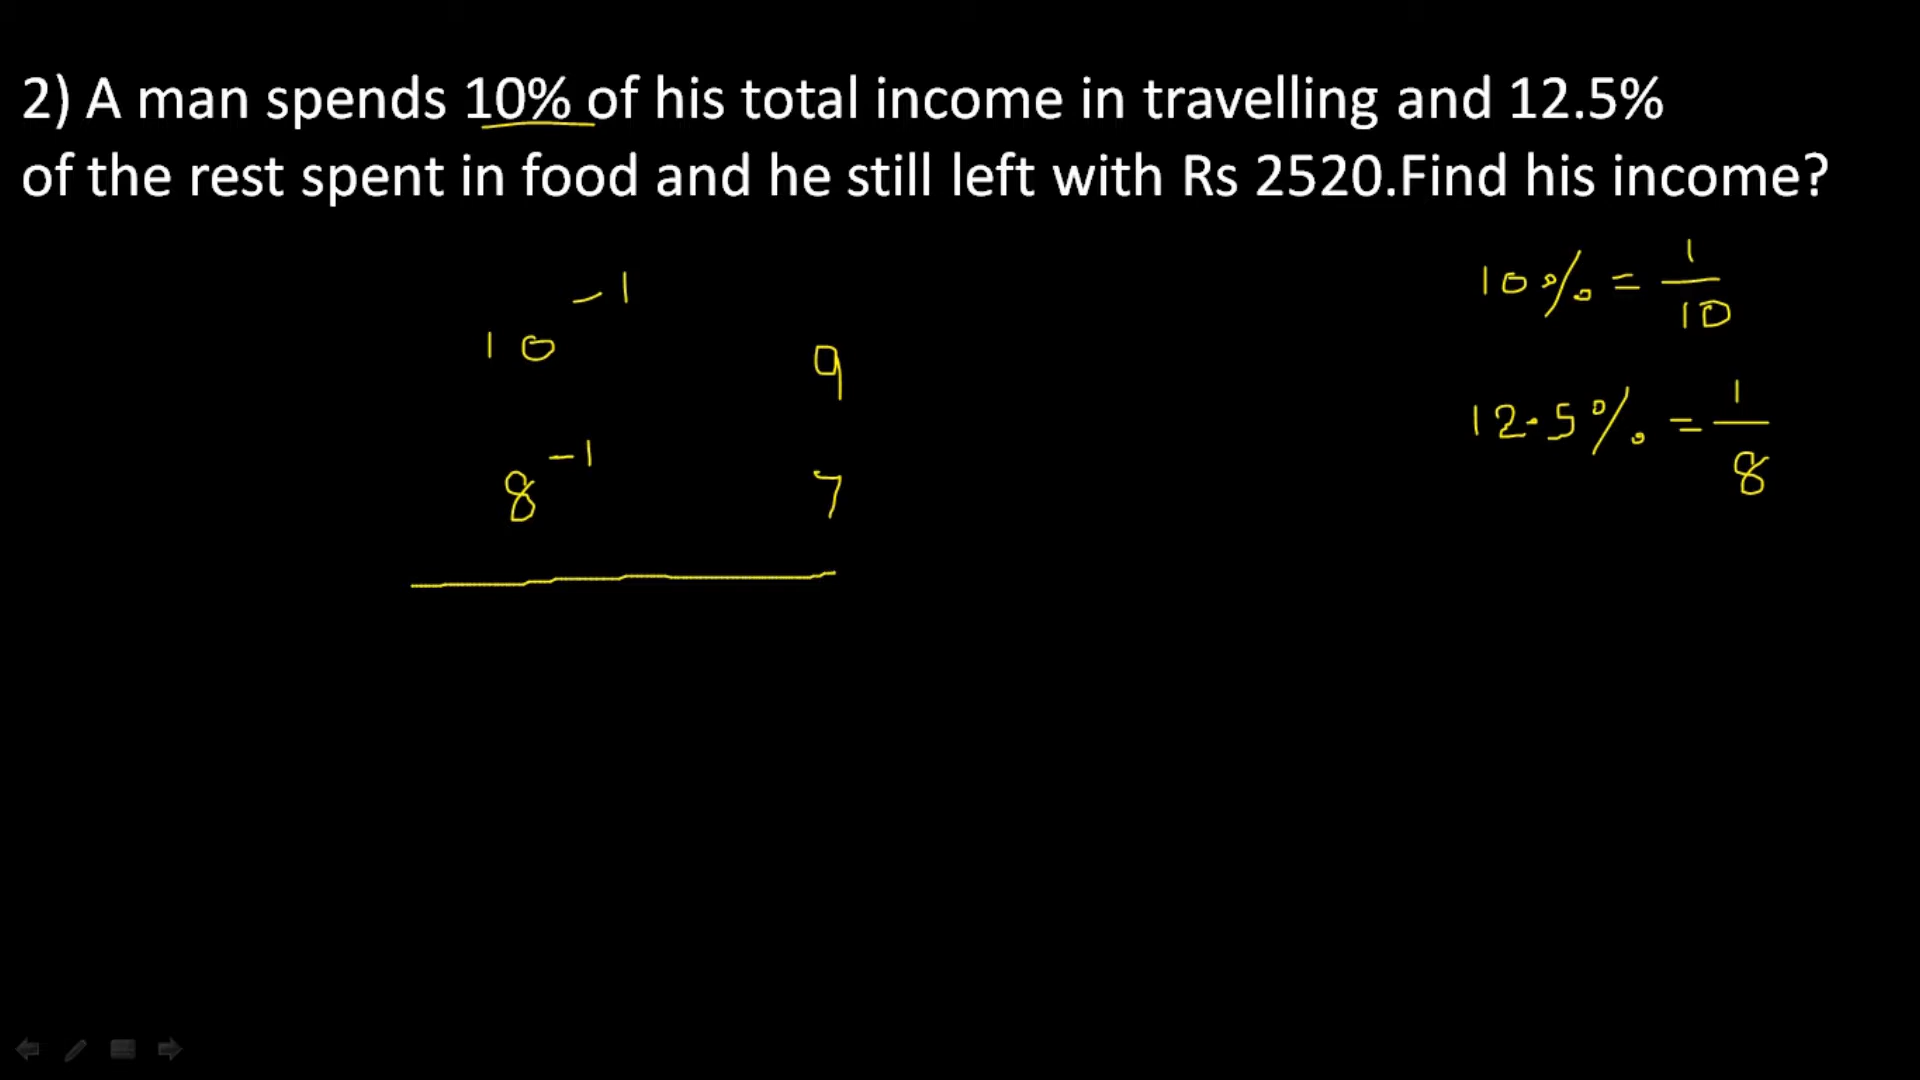 2) A man spends 10% of his total income in travelling and 12.5%
of the rest spent in food and he still left with Rs 2520.Find his income?
10 -1 9
8 -1 7
10% = 1/10
12.5% = 1/8